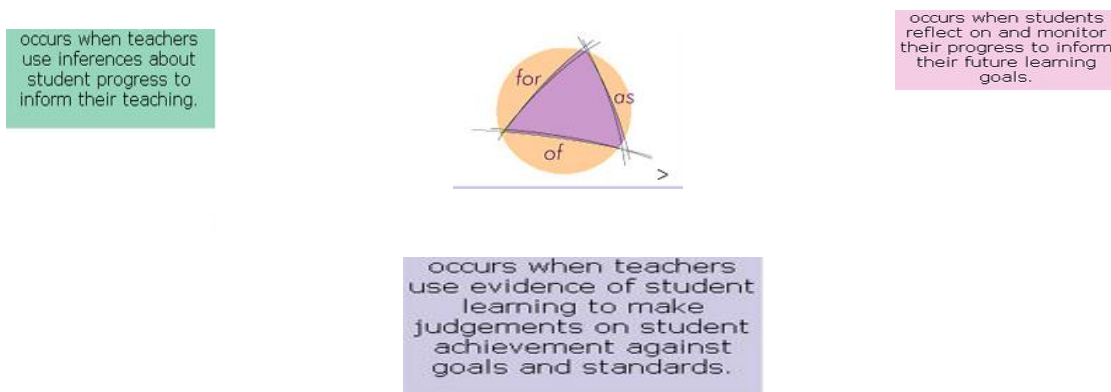 occurs when teachers
use inferences about
student progress to
inform their teaching.
for
as
of
>
occurs when students
reflect on and monitor
their progress to inform
their future learning
goals.
occurs when teachers
use evidence of student
learning to make
judgements on student
achievement against
goals and standards.